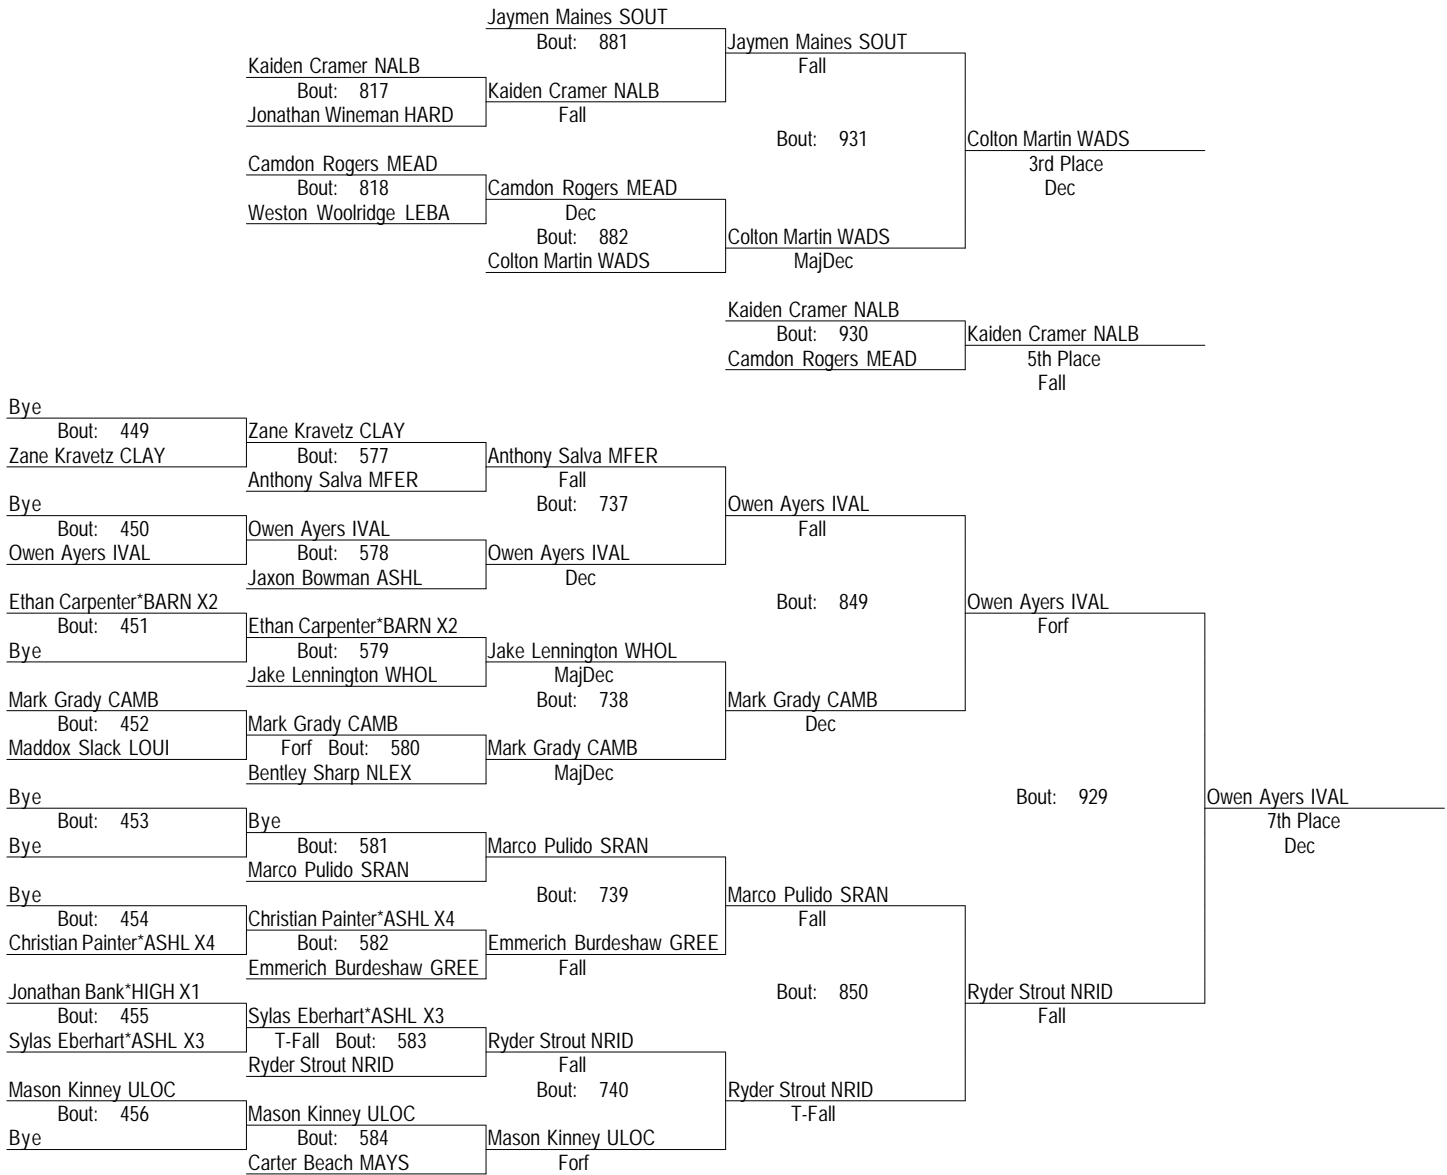 Jaymen Maines SOUT
Bout: 881
Jaymen Maines SOUT
Fall
Kaiden Cramer NALB
Bout: 817
Kaiden Cramer NALB
Jonathan Wineman HARD
Fall
Bout: 931
Colton Martin WADS
3rd Place
Dec
Camdon Rogers MEAD
Bout: 818
Camdon Rogers MEAD
Weston Woolridge LEBA
Dec
Bout: 882
Colton Martin WADS
Colton Martin WADS
MajDec
Kaiden Cramer NALB
Bout: 930
Kaiden Cramer NALB
Camdon Rogers MEAD
5th Place
Fall
Bye
Bout: 449
Zane Kravetz CLAY
Zane Kravetz CLAY
Bout: 577
Anthony Salva MFER
Anthony Salva MFER
Fall
Bye
Bout: 737
Owen Ayers IVAL
Bout: 450
Owen Ayers IVAL
Fall
Owen Ayers IVAL
Bout: 578
Owen Ayers IVAL
Jaxon Bowman ASHL
Dec
Ethan Carpenter*BARN X2
Bout: 849
Owen Ayers IVAL
Bout: 451
Ethan Carpenter*BARN X2
Forf
Bye
Bout: 579
Jake Lennington WHOL
Jake Lennington WHOL
MajDec
Mark Grady CAMB
Bout: 738
Mark Grady CAMB
Bout: 452
Mark Grady CAMB
Dec
Maddox Slack LOUI
Forf Bout: 580
Mark Grady CAMB
Bentley Sharp NLEX
MajDec
Bye
Bout: 929
Owen Ayers IVAL
Bout: 453
Bye
7th Place
Bye
Bout: 581
Marco Pulido SRAN
Dec
Marco Pulido SRAN
Bye
Bout: 739
Marco Pulido SRAN
Bout: 454
Christian Painter*ASHL X4
Fall
Christian Painter*ASHL X4
Bout: 582
Emmerich Burdeshaw GREE
Emmerich Burdeshaw GREE
Fall
Jonathan Bank*HIGH X1
Bout: 850
Ryder Strout NRID
Bout: 455
Sylas Eberhart*ASHL X3
Fall
Sylas Eberhart*ASHL X3
T-Fall Bout: 583
Ryder Strout NRID
Ryder Strout NRID
Fall
Mason Kinney ULOC
Bout: 740
Ryder Strout NRID
Bout: 456
Mason Kinney ULOC
T-Fall
Bye
Bout: 584
Mason Kinney ULOC
Carter Beach MAYS
Forf